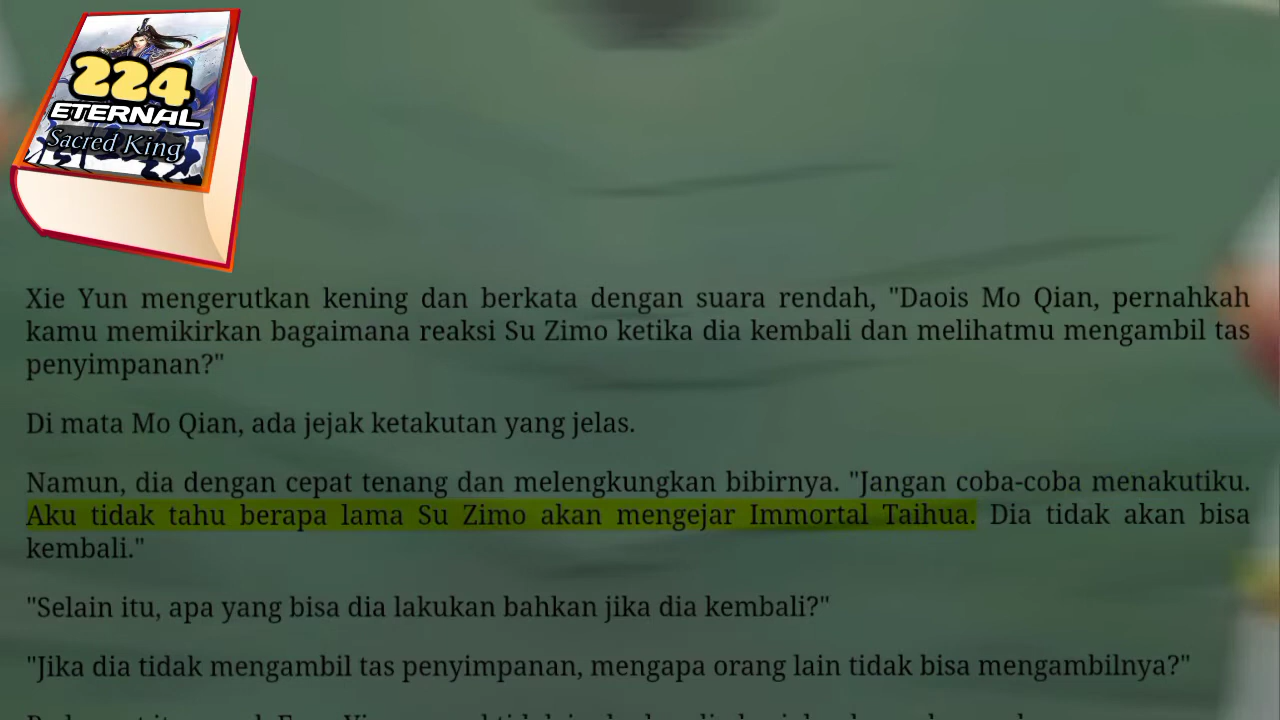 224
ETERNAL
Sacred King
Xie Yun mengerutkan kening dan berkata dengan suara rendah, "Daois Mo Qian, pernahkah
kamu memikirkan bagaimana reaksi Su Zimo ketika dia kembali dan melihatmu mengambil tas
penyimpanan?"
Di mata Mo Qian, ada jejak ketakutan yang jelas.
Namun, dia dengan cepat tenang dan melengkungkan bibirnya. "Jangan coba-coba menakutiku.
Aku tidak tahu berapa lama Su Zimo akan mengejar Immortal Taihua. Dia tidak akan bisa
kembali."
"Selain itu, apa yang bisa dia lakukan bahkan jika dia kembali?"
"Jika dia tidak mengambil tas penyimpanan, mengapa orang lain tidak bisa mengambilnya?"